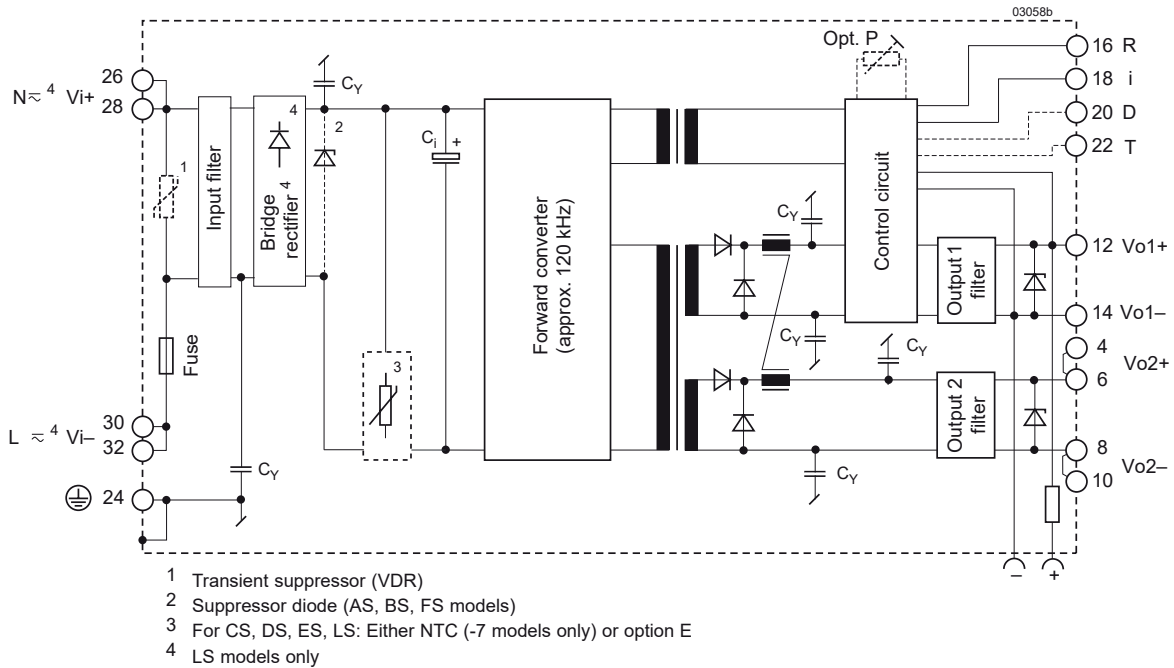 03058b
Opt. P
16 R
18 i
20 D
22 T
26
28
N 4 Vi+
CY
4
2
1
Ci +
Input filter
Bridge rectifier 4
Forward converter
(approx. 120 kHz)
Control circuit
CY
CY
12 Vo1+
Output 1
filter
14 Vo1–
4
Vo2+
6
CY
3
Fuse
Output 2
filter
8
Vo2–
10
30
L ≂ 4 Vi–
32
CY
CY
24
– +
1 Transient suppressor (VDR)
2 Suppressor diode (AS, BS, FS models)
3 For CS, DS, ES, LS: Either NTC (-7 models only) or option E
4 LS models only